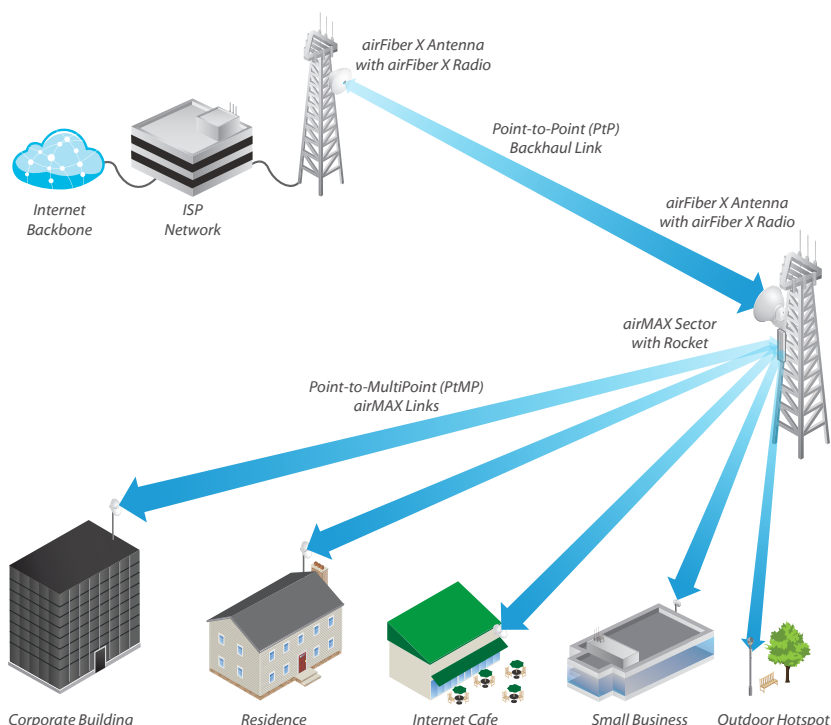 airFiber X Antenna
with airFiber X Radio
Point-to-Point (PtP)
Backhaul Link
Internet
Backbone
ISP
Network
airFiber X Antenna
with airFiber X Radio
airMAX Sector
with Rocket
Point-to-MultiPoint (PtMP)
airMAX Links
Corporate Building
Residence
Internet Cafe
Small Business
Outdoor Hotspot